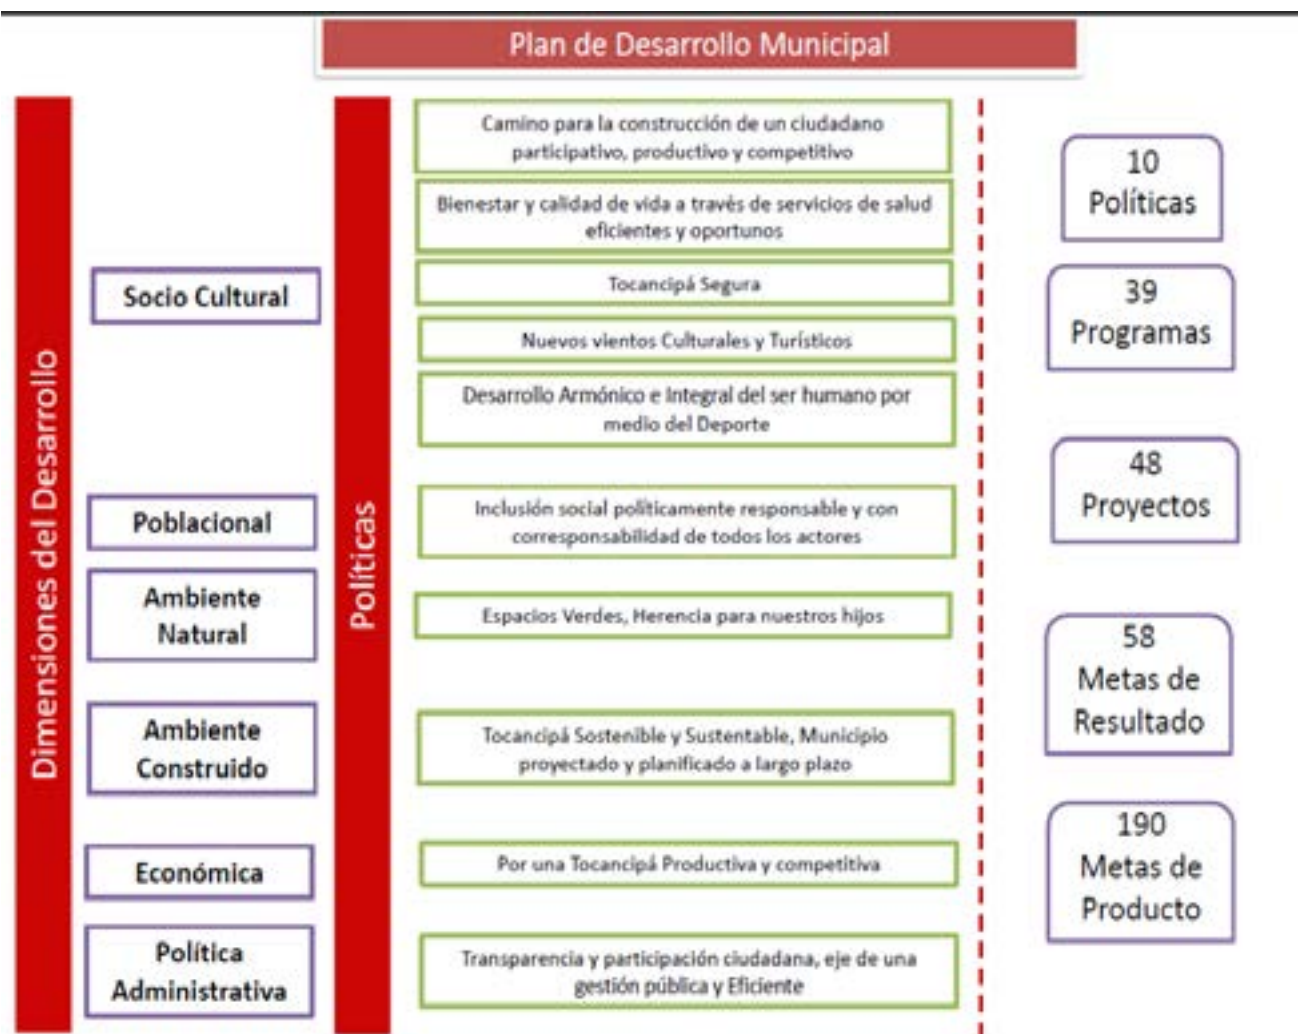 Plan de Desarrollo Municipal
Dimensiones del Desarrollo
Socio Cultural
Poblacional
Ambiente
Natural
Ambiente
Construido
Económica
Política
Administrativa
Políticas
Camino para la construcción de un ciudadano
participativo, productivo y competitivo
Bienestar y calidad de vida a través de servicios de salud
eficientes y oportunos
Tocancipá Segura
Nuevos vientos Culturales y Turísticos
Desarrollo Armónico e Integral del ser humano por
medio del Deporte
Inclusión social políticamente responsable y con
corresponsabilidad de todos los actores
Espacios Verdes, Herencia para nuestros hijos
Tocancipá Sostenible y Sustentable, Municipio
proyectado y planificado a largo plazo
Por una Tocancipá Productiva y competitiva
Transparencia y participación ciudadana, eje de una
gestión pública y Eficiente
10
Políticas
39
Programas
48
Proyectos
58
Metas de
Resultado
190
Metas de
Producto